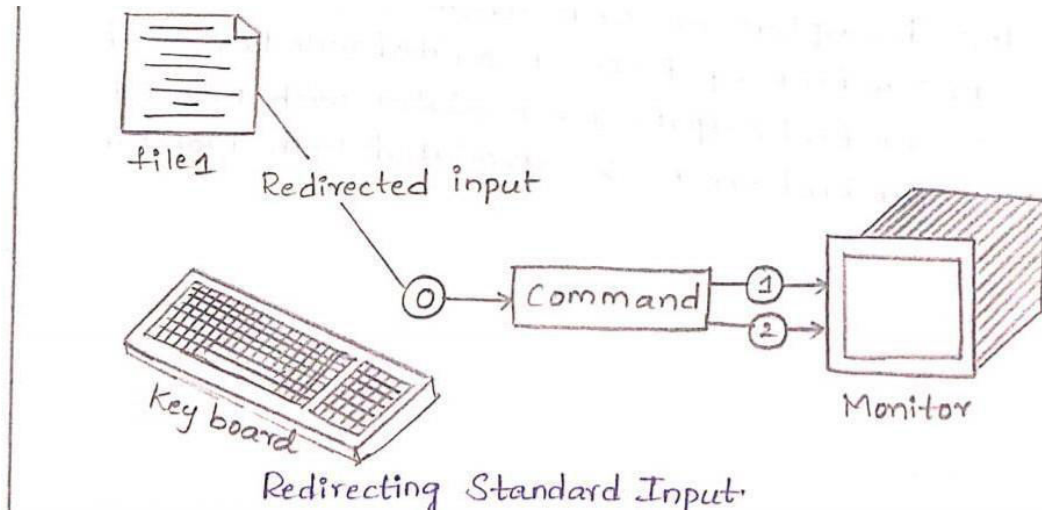 file1
Redirected input
0
Command
1
2
Key board
Monitor
Redirecting Standard Input.